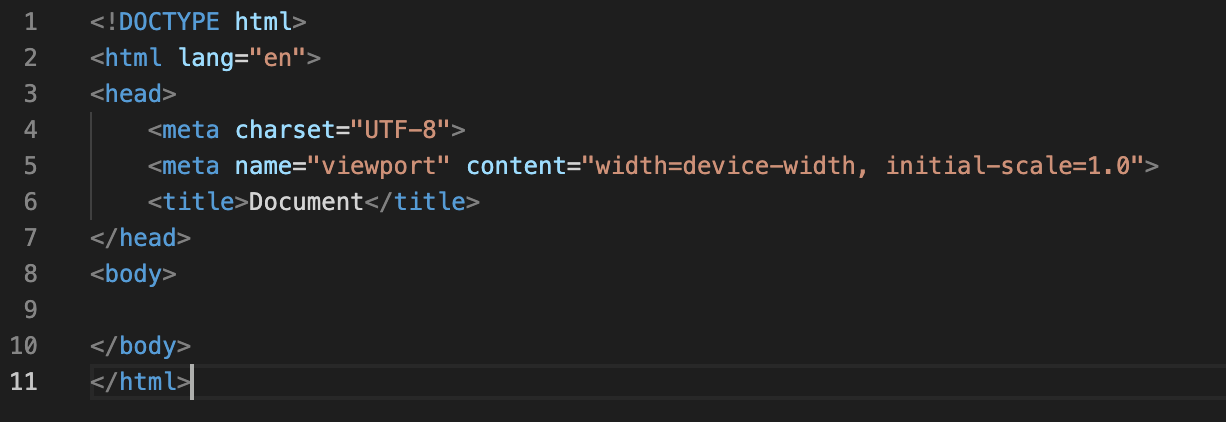 1 <!DOCTYPE html>
2 <html lang="en">
3 <head>
4     <meta charset="UTF-8">
5     <meta name="viewport" content="width=device-width, initial-scale=1.0">
6     <title>Document</title>
7 </head>
8 <body>
9
10 </body>
11 </html>